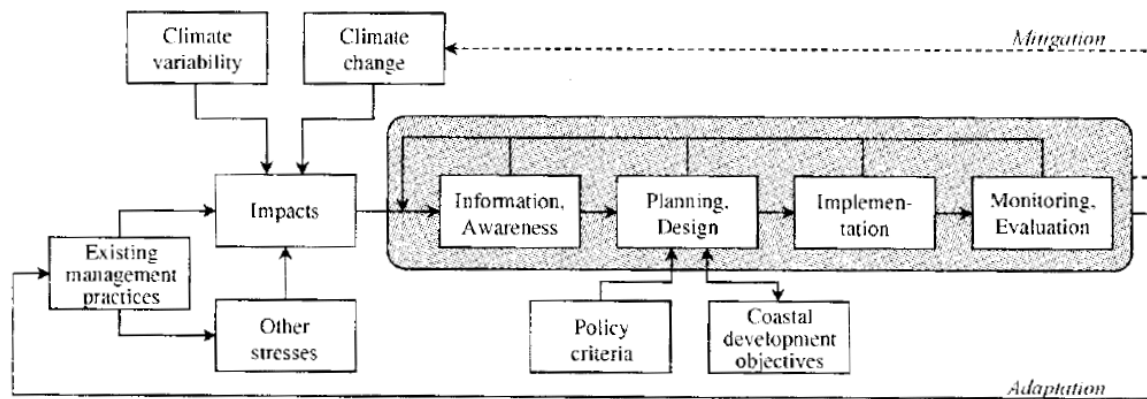 Climate
variability
Climate
change
Mitigation
Impacts
Information,
Awareness
Planning,
Design
Implemen-
tation
Monitoring,
Evaluation
Existing
management
practices
Other
stresses
Policy
criteria
Coastal
development
objectives
Adaptation